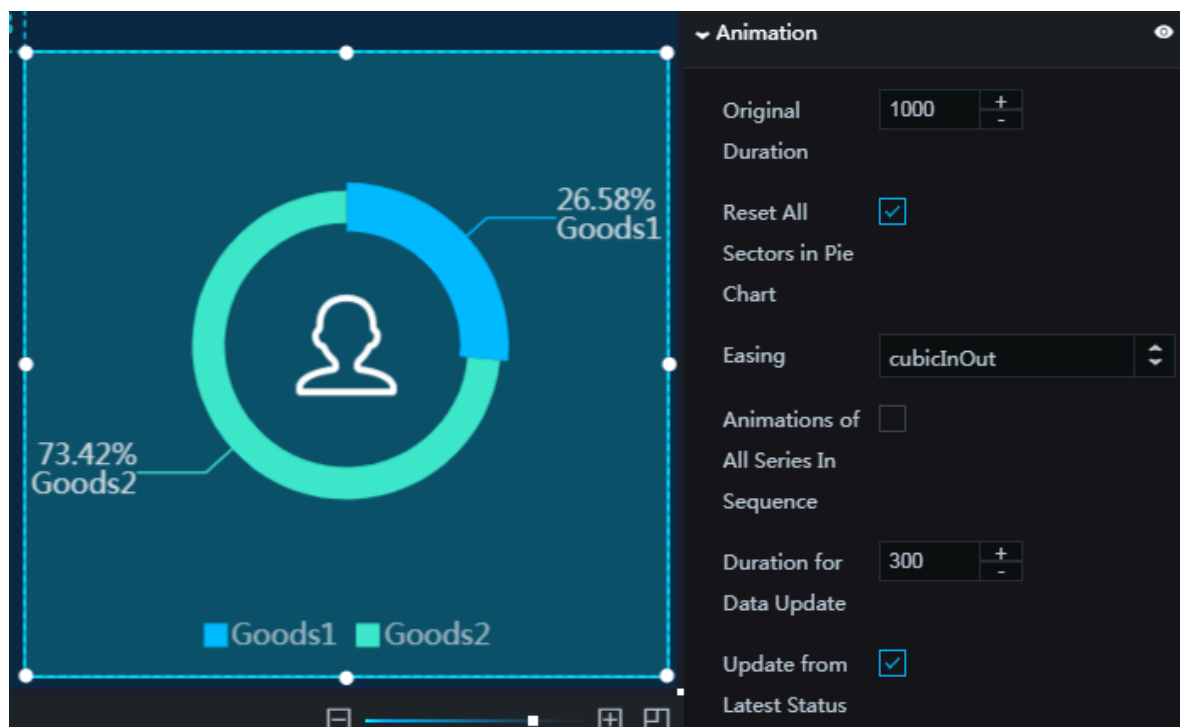 26.58%
Goods1
73.42%
Goods2
Goods1 Goods2
Animation
Original
Duration
1000
+
-
Reset All
Sectors in Pie
Chart
Easing
cubicInOut
Animations of
All Series In
Sequence
Duration for
Data Update
300
+
-
Update from
Latest Status